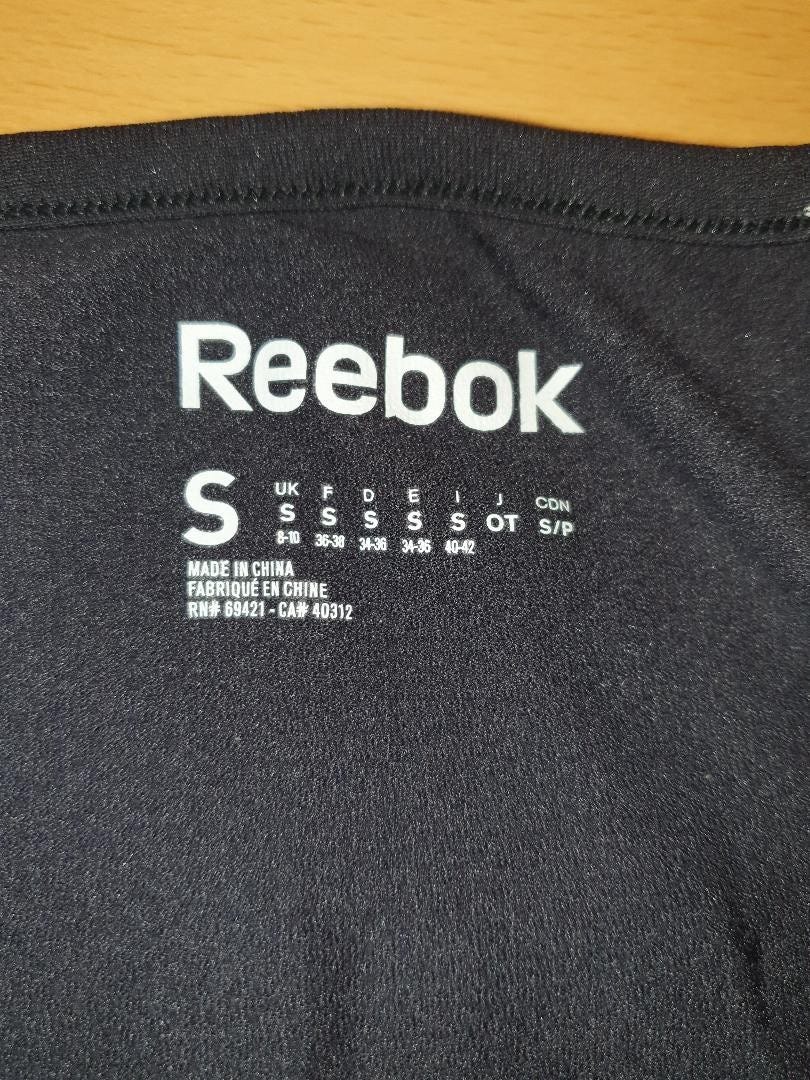 Reebok
S
UK F D E I J CDN
S S S S S OT S/P
8-10 36-38 34-36 34-36 40-42
MADE IN CHINA
FABRIQUÉ EN CHINE
RN# 69421 - CA# 40312